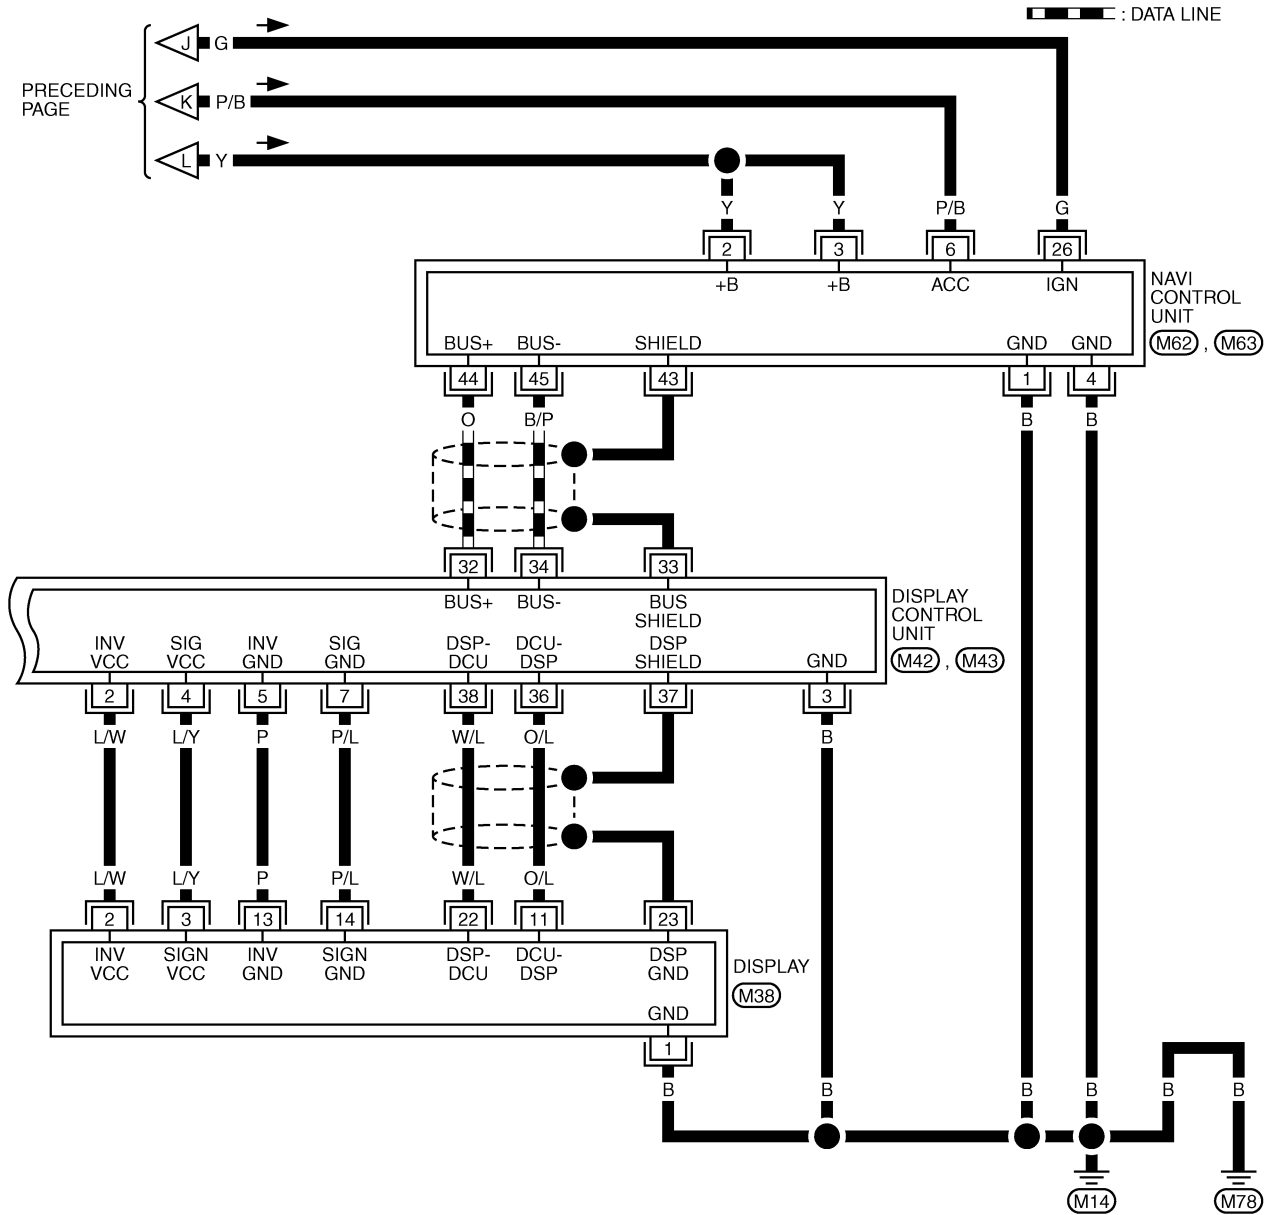 : DATA LINE
J G
PRECEDING
PAGE
K P/B
L Y
Y Y P/B G
2 3 6 26
+B +B ACC IGN
NAVI
CONTROL
UNIT
M62 , M63
BUS+ BUS- SHIELD GND GND
44 45 43 1 4
O B/P B B
32 34 33
BUS+ BUS- BUS
SHIELD
DISPLAY
CONTROL
UNIT
M42 , M43
INV SIG INV SIG DSP- DCU- DSP
VCC VCC GND GND DCU DSP SHIELD GND
2 4 5 7 38 36 37 3
L/W L/Y P P/L W/L O/L B
L/W L/Y P P/L W/L O/L
2 3 13 14 22 11 23
INV SIGN INV SIGN DSP- DCU- DSP
VCC VCC GND GND DCU DSP GND
DISPLAY
M38
GND
1
B B B B B B
M14 M78